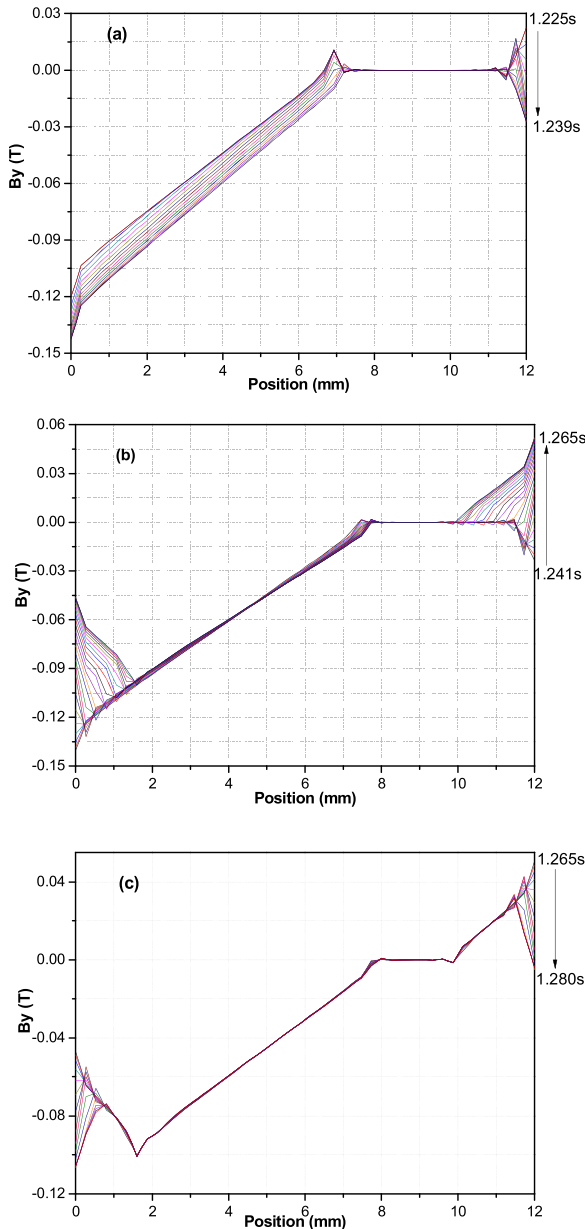 (a)
0.03
0.00
-0.03
-0.06
-0.09
-0.12
-0.15
By (T)
0 2 4 6 8 10 12
Position (mm)
1.225s
1.239s
(b)
0.06
0.03
0.00
-0.03
-0.06
-0.09
-0.12
-0.15
By (T)
0 2 4 6 8 10 12
Position (mm)
1.265s
1.241s
(c)
0.04
0.00
-0.04
-0.08
-0.12
By (T)
0 2 4 6 8 10 12
Position (mm)
1.265s
1.280s